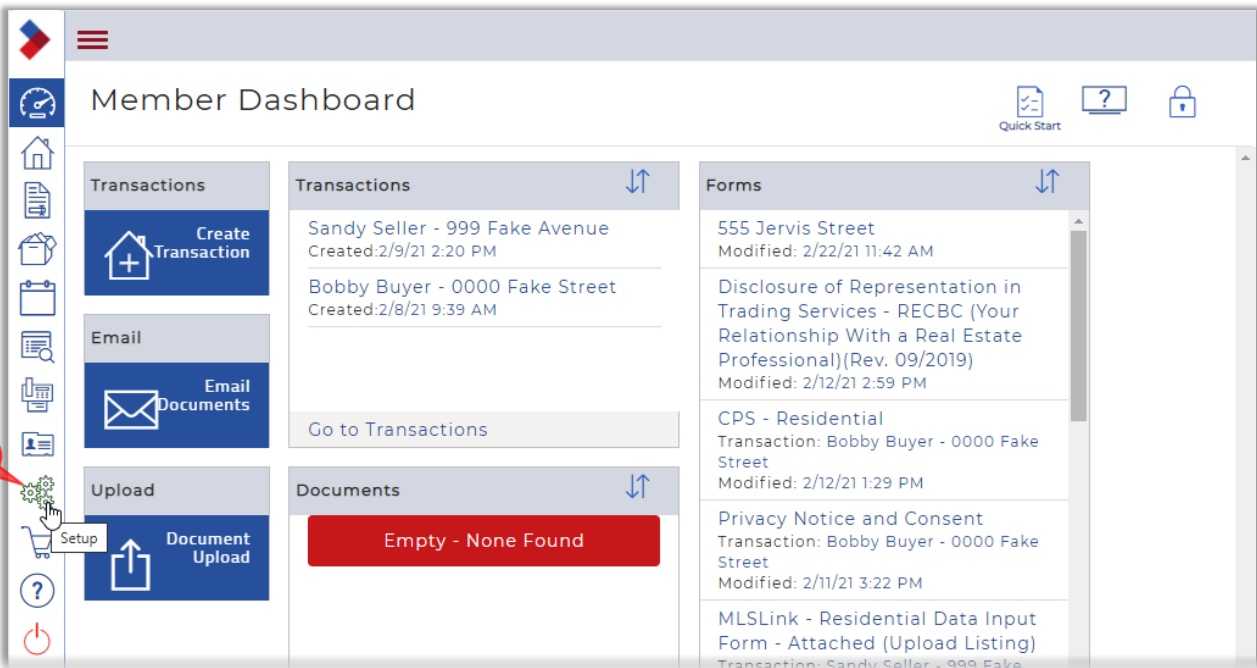 Member Dashboard
?
Quick Start
Transactions
Create
Transaction
Email
Email
Documents
Upload
Document
Upload
Setup
?
Transactions
Sandy Seller - 999 Fake Avenue
Created:2/9/21 2:20 PM
Bobby Buyer - 0000 Fake Street
Created:2/8/21 9:39 AM
Go to Transactions
Documents
Empty - None Found
Forms
555 Jervis Street
Modified: 2/22/21 11:42 AM
Disclosure of Representation in
Trading Services - RECBC (Your
Relationship With a Real Estate
Professional)(Rev. 09/2019)
Modified: 2/12/21 2:59 PM
CPS - Residential
Transaction: Bobby Buyer - 0000 Fake
Street
Modified: 2/12/21 1:29 PM
Privacy Notice and Consent
Transaction: Bobby Buyer - 0000 Fake
Street
Modified: 2/11/21 3:22 PM
MLSLink - Residential Data Input
Form - Attached (Upload Listing)
Transaction: Sandy Seller - 999 Fake